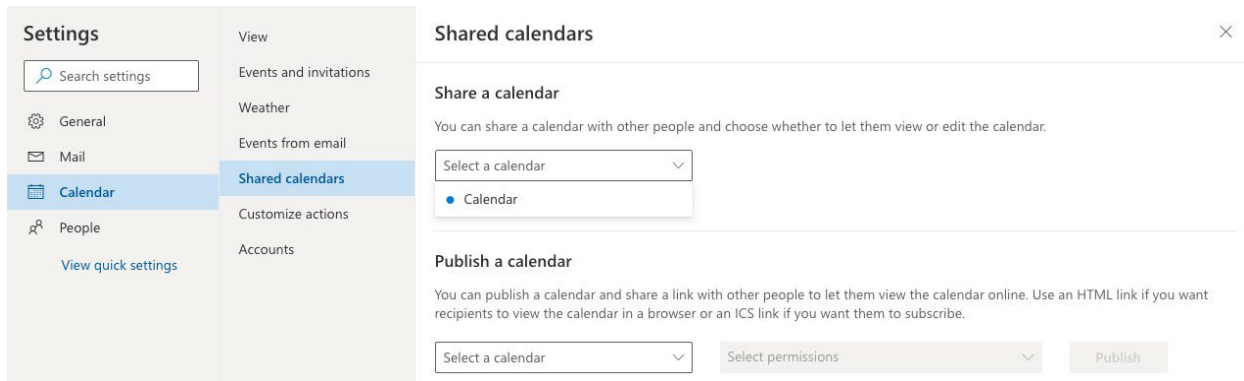 Settings
Search settings
General
Mail
Calendar
People
View quick settings
View
Events and invitations
Weather
Events from email
Shared calendars
Customize actions
Accounts
Shared calendars
Share a calendar
You can share a calendar with other people and choose whether to let them view or edit the calendar.
Select a calendar
Calendar
Publish a calendar
You can publish a calendar and share a link with other people to let them view the calendar online. Use an HTML link if you want
recipients to view the calendar in a browser or an ICS link if you want them to subscribe.
Select a calendar
Select permissions
Publish